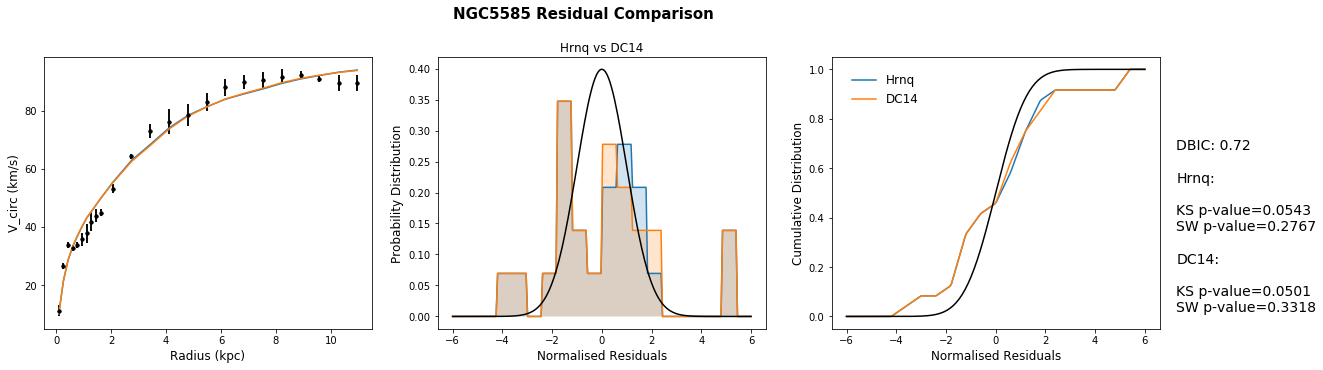 NGC5585 Residual Comparison
V_circ (km/s)
80
60
40
20
0
2
4
6
8
10
Radius (kpc)
Hrnq vs DC14
Probability Distribution
0.40
0.35
0.30
0.25
0.20
0.15
0.10
0.05
0.00
−6
−4
−2
0
2
4
6
Normalised Residuals
Cumulative Distribution
1.0
0.8
0.6
0.4
0.2
0.0
Hrnq
DC14
−6
−4
−2
0
2
4
6
Normalised Residuals
DBIC: 0.72
Hrnq:
KS p-value=0.0543
SW p-value=0.2767
DC14:
KS p-value=0.0501
SW p-value=0.3318